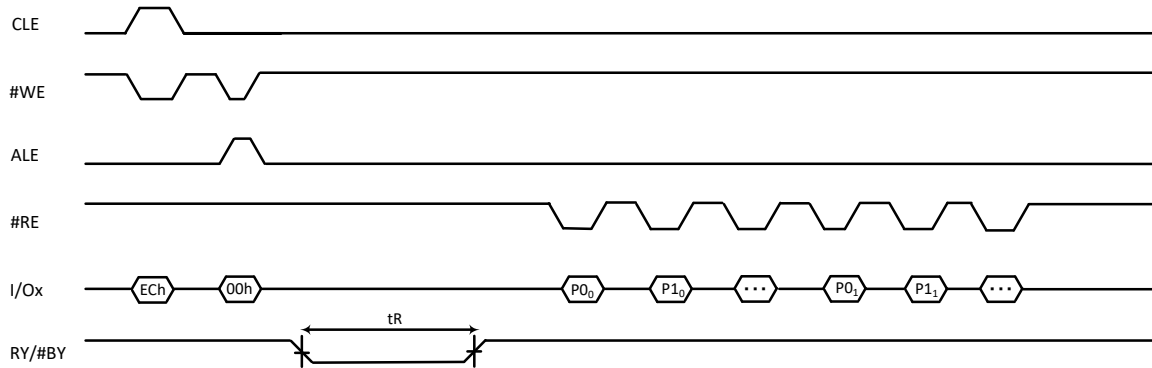 CLE
#WE
ALE
#RE
I/Ox ECh 00h P0₀ P1₀ ... P0₁ P1₁ ...
tR
RY/#BY